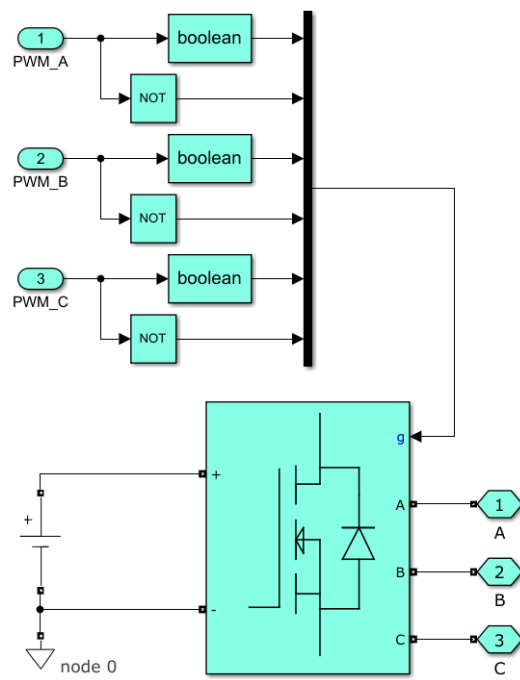 1
boolean
PWM_A
NOT
2
boolean
PWM_B
NOT
3
boolean
PWM_C
NOT
g
+
+
A
1
A
B
2
B
-
C
3
C
node 0